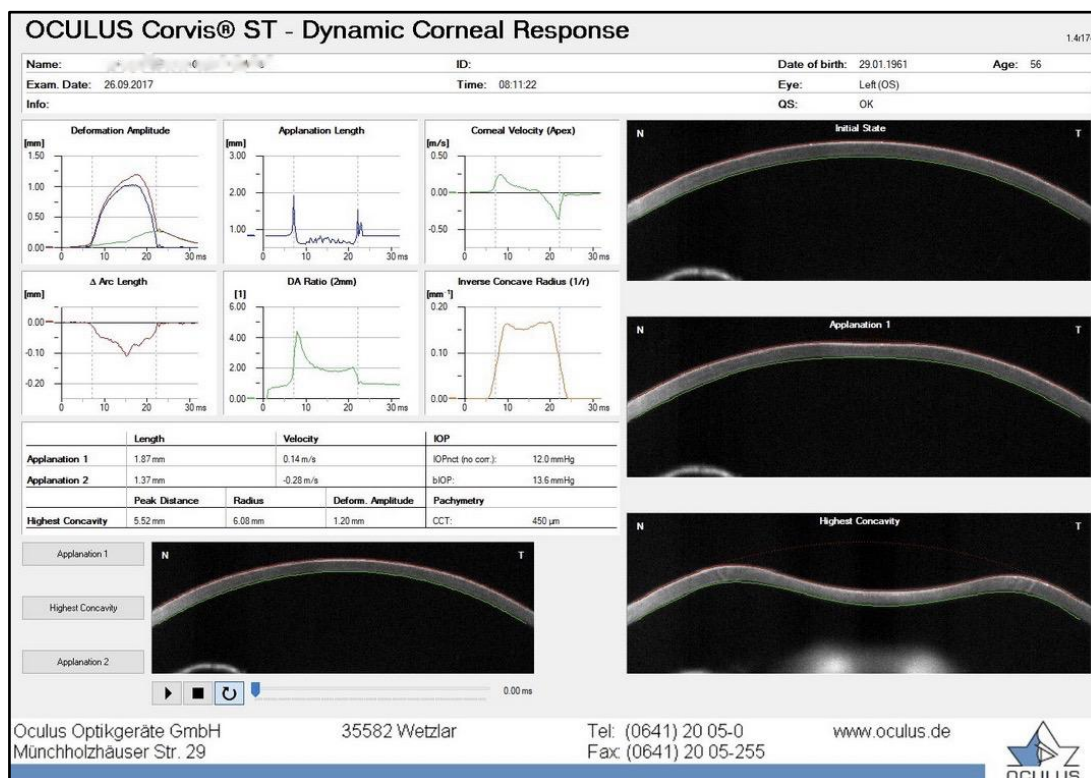 OCULUS Corvis® ST - Dynamic Corneal Response
1.4r17
Name: ID: Date of birth: 29.01.1961 Age: 56
Exam. Date: 26.09.2017 Time: 08:11:22 Eye: Left (OS)
Info: QS: OK
Deformation Amplitude
[mm]
1.50
1.00
0.50
0.00
0 10 20 30 ms
Applanation Length
[mm]
3.00
2.00
1.00
0 10 20 30 ms
Corneal Velocity (Apex)
[m/s]
0.50
0.00
-0.50
0 10 20 30 ms
Δ Arc Length
[mm]
0.00
-0.10
-0.20
0 10 20 30 ms
DA Ratio (2mm)
[1]
6.00
4.00
2.00
0.00
0 10 20 30 ms
Inverse Concave Radius (1/r)
[mm⁻¹]
0.20
0.10
0.00
0 10 20 30 ms
Length Velocity IOP
Applanation 1 1.87 mm 0.14 m/s IOPnct (no corr.): 12.0 mmHg
Applanation 2 1.37 mm -0.28 m/s bIOP: 13.6 mmHg
Peak Distance Radius Deform. Amplitude Pachymetry
Highest Concavity 5.52 mm 6.08 mm 1.20 mm CCT: 450 µm
Applanation 1
Highest Concavity
Applanation 2
N T
0.00 ms
N Initial State T
N Applanation 1 T
N Highest Concavity T
Oculus Optikgeräte GmbH 35582 Wetzlar Tel: (0641) 20 05-0 www.oculus.de
Münchholzhäuser Str. 29 Fax: (0641) 20 05-255
OCULUS